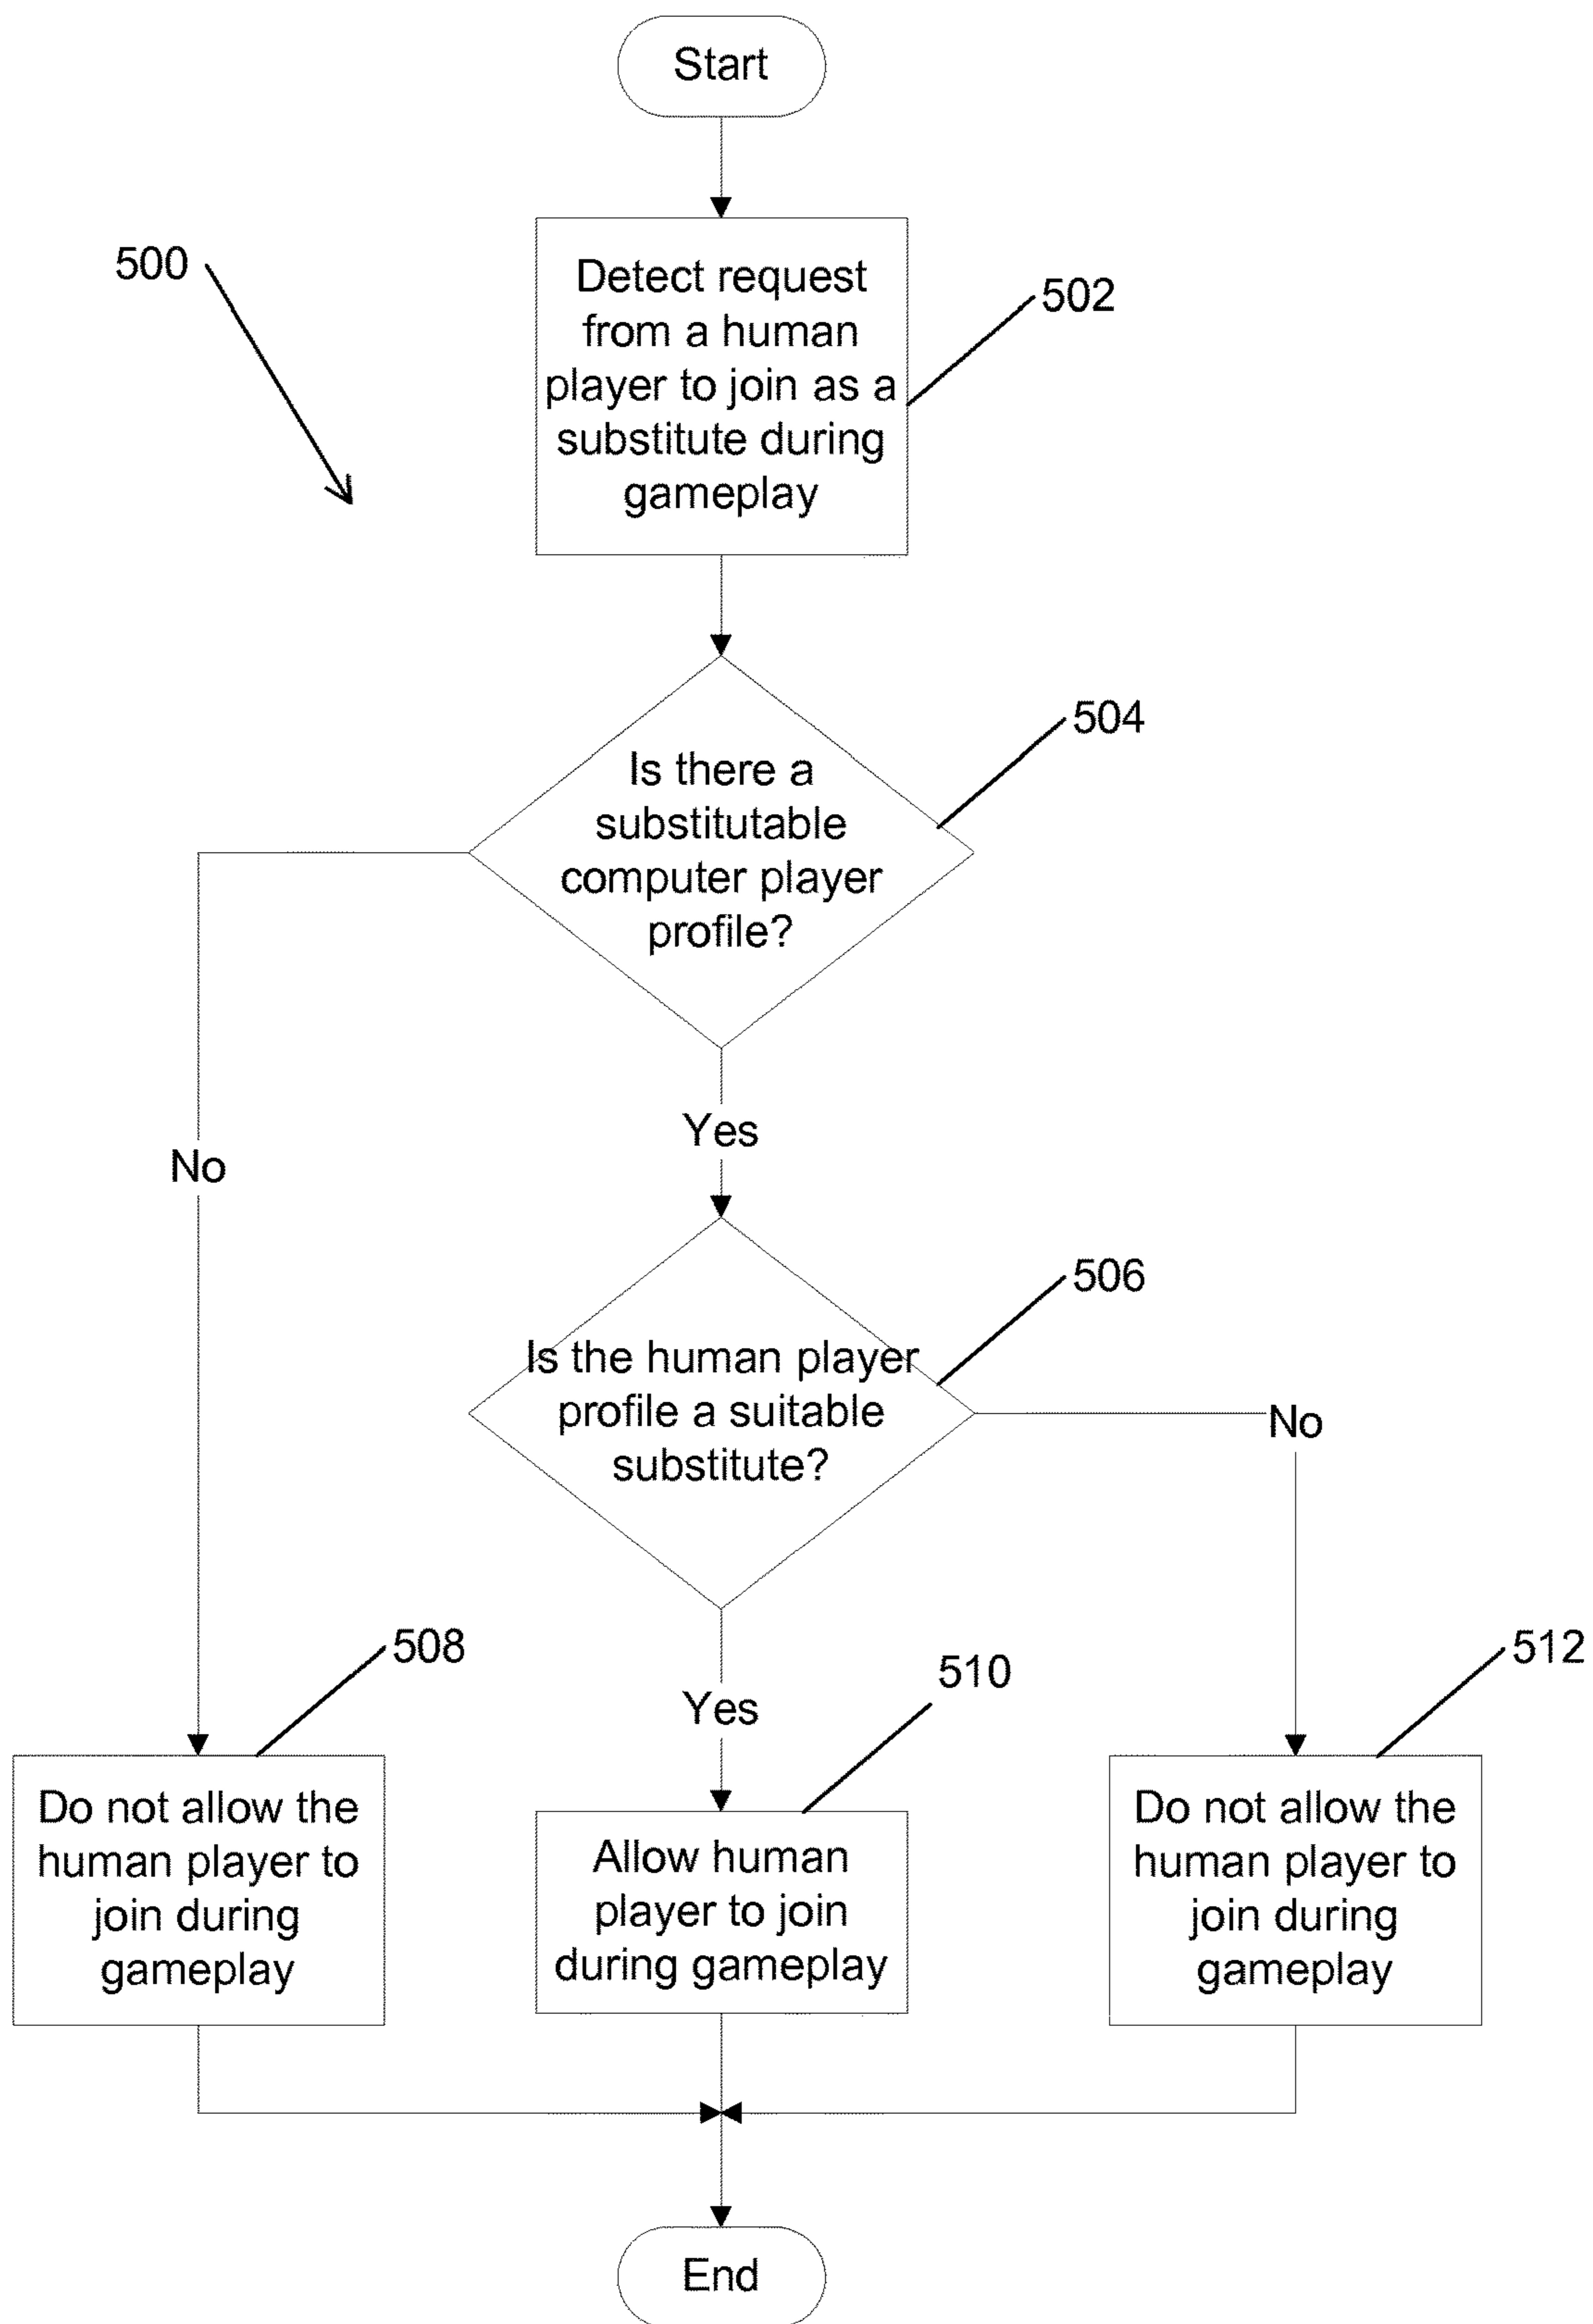 Start
500
Detect request
from a human
player to join as a
substitute during
gameplay
502
Is there a
substitutable
computer player
profile?
504
No
Yes
Is the human player
profile a suitable
substitute?
506
No
Yes
508
510
512
Do not allow the
human player to
join during
gameplay
Allow human
player to join
during gameplay
Do not allow the
human player to
join during
gameplay
End